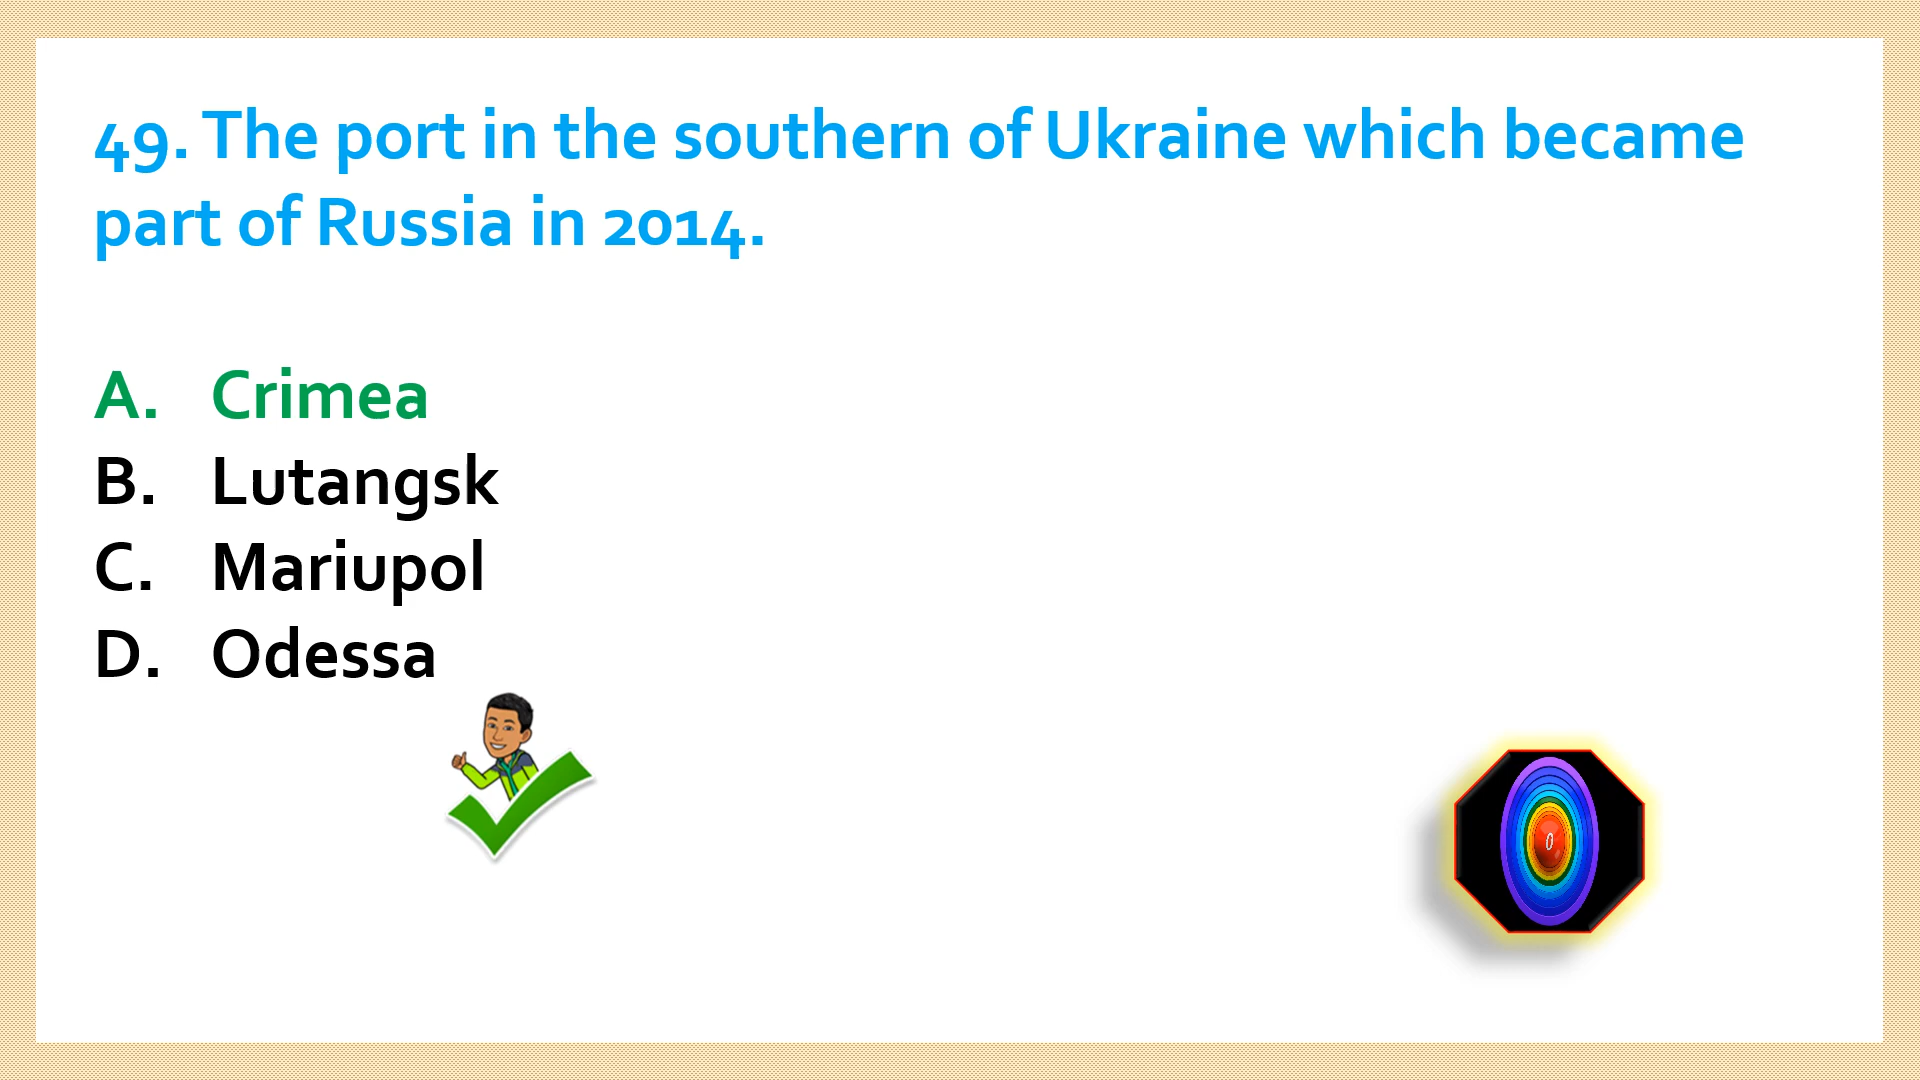 49. The port in the southern of Ukraine which became
part of Russia in 2014.
A. Crimea
B. Lutangsk
C. Mariupol
D. Odessa
0